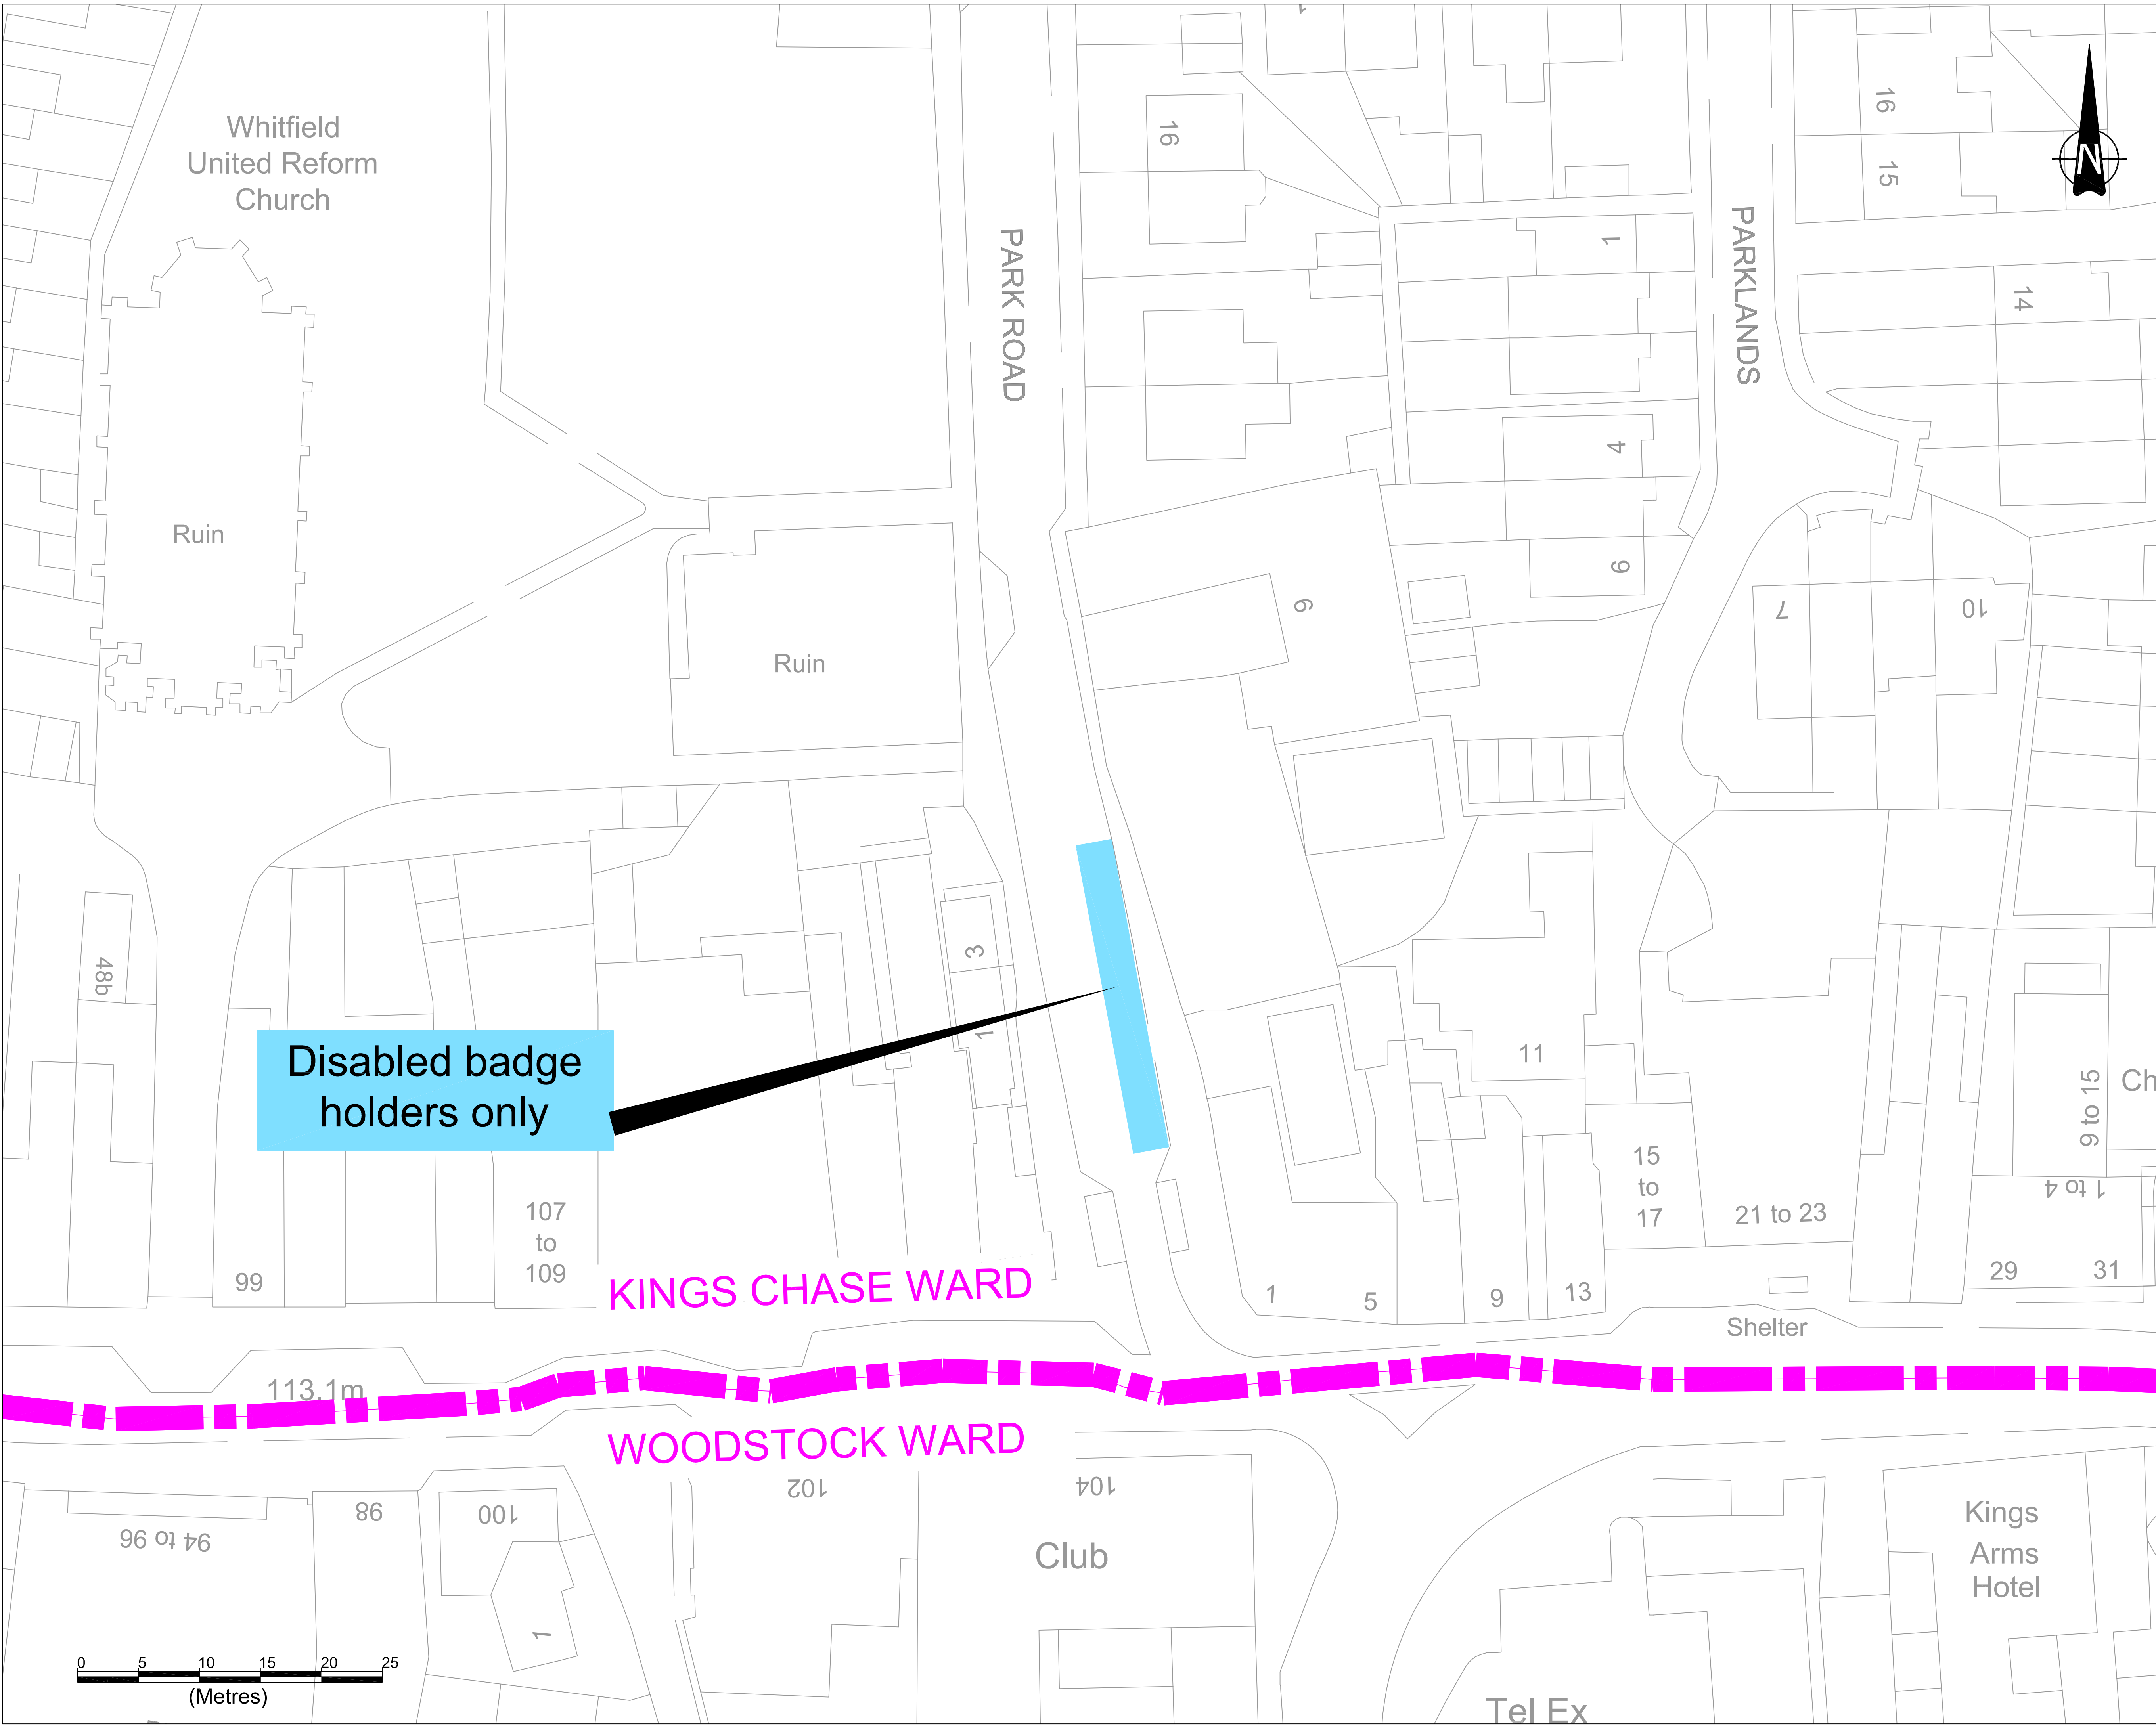 Whitfield
United Reform
Church
16
1
16
15
N
PARK ROAD
PARKLANDS
14
4
6
Ruin
Ruin
6
7
10
48b
3
1
Disabled badge
holders only
11
9 to 15
Ch
15
to
17
21 to 23
1 to 4
107
to
109
99
KINGS CHASE WARD
1
5
9
13
29
31
Shelter
113.1m
WOODSTOCK WARD
94 to 96
98
100
102
104
Club
Kings
Arms
Hotel
1
0 5 10 15 20 25
(Metres)
Tel Ex